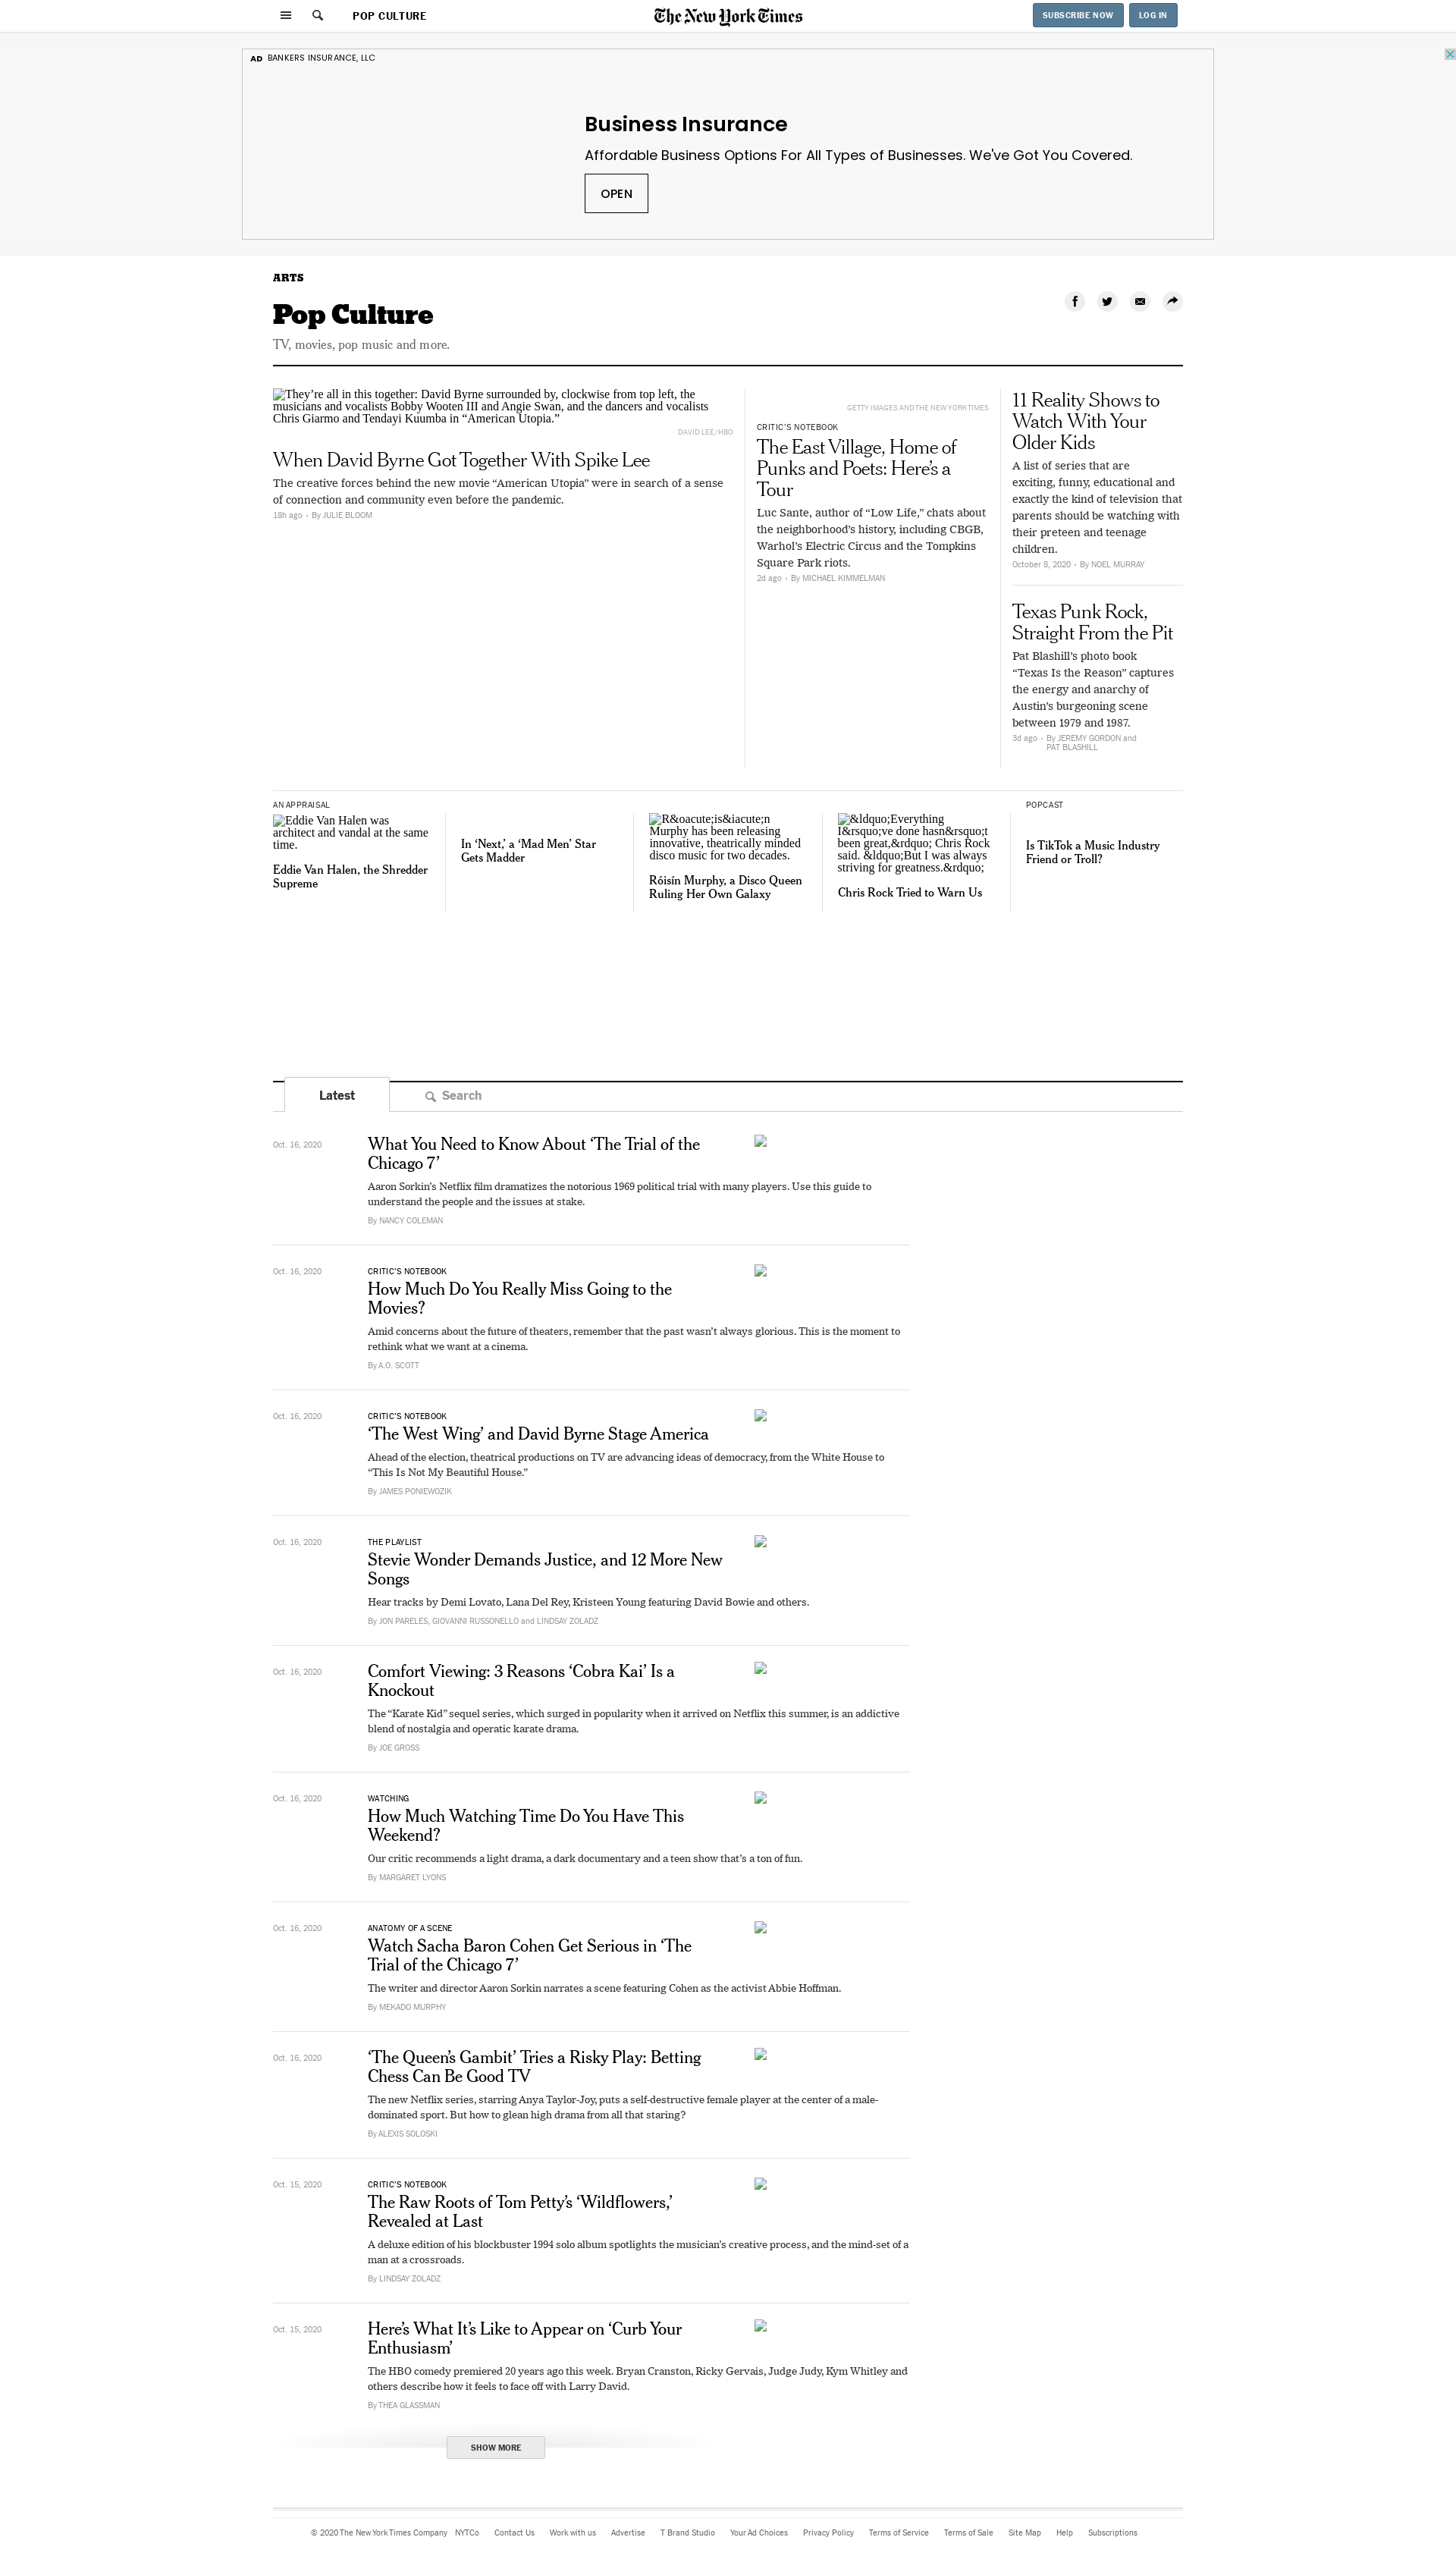 POP CULTURE
The New York Times
SUBSCRIBE NOW
LOG IN
AD BANKERS INSURANCE, LLC
Business Insurance
Affordable Business Options For All Types of Businesses. We've Got You Covered.
OPEN
ARTS
Pop Culture
TV, movies, pop music and more.
They’re all in this together: David Byrne surrounded by, clockwise from top left, the
musicians and vocalists Bobby Wooten III and Angie Swan, and the dancers and vocalists
Chris Giarmo and Tendayi Kuumba in “American Utopia.”
DAVID LEE/HBO
When David Byrne Got Together With Spike Lee
The creative forces behind the new movie “American Utopia” were in search of a sense
of connection and community even before the pandemic.
18h ago • By JULIE BLOOM
GETTY IMAGES AND THE NEW YORK TIMES
CRITIC’S NOTEBOOK
The East Village, Home of
Punks and Poets: Here’s a
Tour
Luc Sante, author of “Low Life,” chats about
the neighborhood’s history, including CBGB,
Warhol’s Electric Circus and the Tompkins
Square Park riots.
2d ago • By MICHAEL KIMMELMAN
11 Reality Shows to
Watch With Your
Older Kids
A list of series that are
exciting, funny, educational and
exactly the kind of television that
parents should be watching with
their preteen and teenage
children.
October 8, 2020 • By NOEL MURRAY
Texas Punk Rock,
Straight From the Pit
Pat Blashill’s photo book
“Texas Is the Reason” captures
the energy and anarchy of
Austin’s burgeoning scene
between 1979 and 1987.
3d ago • By JEREMY GORDON and
PAT BLASHILL
AN APPRAISAL
Eddie Van Halen was
architect and vandal at the same
time.
Eddie Van Halen, the Shredder
Supreme
In ‘Next,’ a ‘Mad Men’ Star
Gets Madder
R&oacute;is&iacute;n
Murphy has been releasing
innovative, theatrically minded
disco music for two decades.
Róisín Murphy, a Disco Queen
Ruling Her Own Galaxy
&ldquo;Everything
I&rsquo;ve done hasn&rsquo;t
been great,&rdquo; Chris Rock
said. &ldquo;But I was always
striving for greatness.&rdquo;
Chris Rock Tried to Warn Us
POPCAST
Is TikTok a Music Industry
Friend or Troll?
Latest
Search
Oct. 16, 2020
What You Need to Know About ‘The Trial of the
Chicago 7’
Aaron Sorkin’s Netflix film dramatizes the notorious 1969 political trial with many players. Use this guide to
understand the people and the issues at stake.
By NANCY COLEMAN
Oct. 16, 2020
CRITIC’S NOTEBOOK
How Much Do You Really Miss Going to the
Movies?
Amid concerns about the future of theaters, remember that the past wasn’t always glorious. This is the moment to
rethink what we want at a cinema.
By A.O. SCOTT
Oct. 16, 2020
CRITIC’S NOTEBOOK
‘The West Wing’ and David Byrne Stage America
Ahead of the election, theatrical productions on TV are advancing ideas of democracy, from the White House to
“This Is Not My Beautiful House.”
By JAMES PONIEWOZIK
Oct. 16, 2020
THE PLAYLIST
Stevie Wonder Demands Justice, and 12 More New
Songs
Hear tracks by Demi Lovato, Lana Del Rey, Kristeen Young featuring David Bowie and others.
By JON PARELES, GIOVANNI RUSSONELLO and LINDSAY ZOLADZ
Oct. 16, 2020
Comfort Viewing: 3 Reasons ‘Cobra Kai’ Is a
Knockout
The “Karate Kid” sequel series, which surged in popularity when it arrived on Netflix this summer, is an addictive
blend of nostalgia and operatic karate drama.
By JOE GROSS
Oct. 16, 2020
WATCHING
How Much Watching Time Do You Have This
Weekend?
Our critic recommends a light drama, a dark documentary and a teen show that’s a ton of fun.
By MARGARET LYONS
Oct. 16, 2020
ANATOMY OF A SCENE
Watch Sacha Baron Cohen Get Serious in ‘The
Trial of the Chicago 7’
The writer and director Aaron Sorkin narrates a scene featuring Cohen as the activist Abbie Hoffman.
By MEKADO MURPHY
Oct. 16, 2020
‘The Queen’s Gambit’ Tries a Risky Play: Betting
Chess Can Be Good TV
The new Netflix series, starring Anya Taylor-Joy, puts a self-destructive female player at the center of a male-
dominated sport. But how to glean high drama from all that staring?
By ALEXIS SOLOSKI
Oct. 15, 2020
CRITIC’S NOTEBOOK
The Raw Roots of Tom Petty’s ‘Wildflowers,’
Revealed at Last
A deluxe edition of his blockbuster 1994 solo album spotlights the musician’s creative process, and the mind-set of a
man at a crossroads.
By LINDSAY ZOLADZ
Oct. 15, 2020
Here’s What It’s Like to Appear on ‘Curb Your
Enthusiasm’
The HBO comedy premiered 20 years ago this week. Bryan Cranston, Ricky Gervais, Judge Judy, Kym Whitley and
others describe how it feels to face off with Larry David.
By THEA GLASSMAN
SHOW MORE
© 2020 The New York Times Company NYTCo Contact Us Work with us Advertise T Brand Studio Your Ad Choices Privacy Policy Terms of Service Terms of Sale Site Map Help Subscriptions